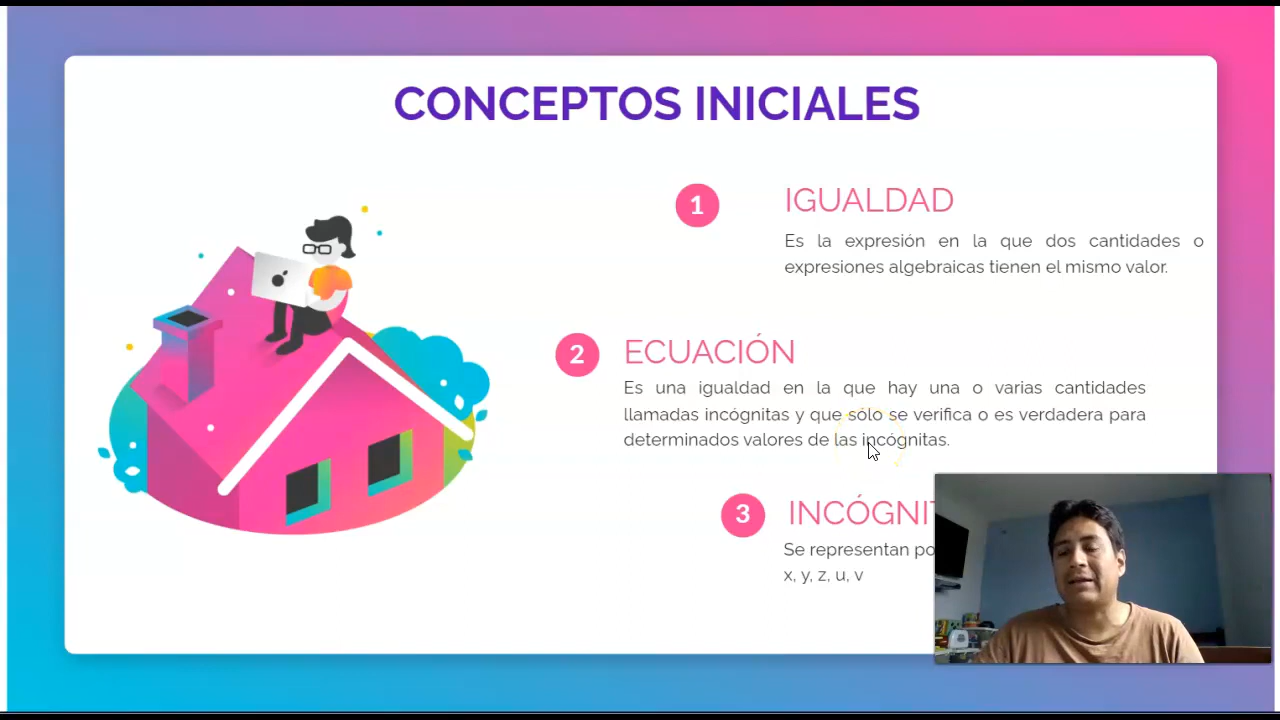 CONCEPTOS INICIALES
1
IGUALDAD
Es la expresión en la que dos cantidades o
expresiones algebraicas tienen el mismo valor.
2
ECUACIÓN
Es una igualdad en la que hay una o varias cantidades
llamadas incógnitas y que sólo se verifica o es verdadera para
determinados valores de las incógnitas.
3
Se representan
x, y, z, u, v